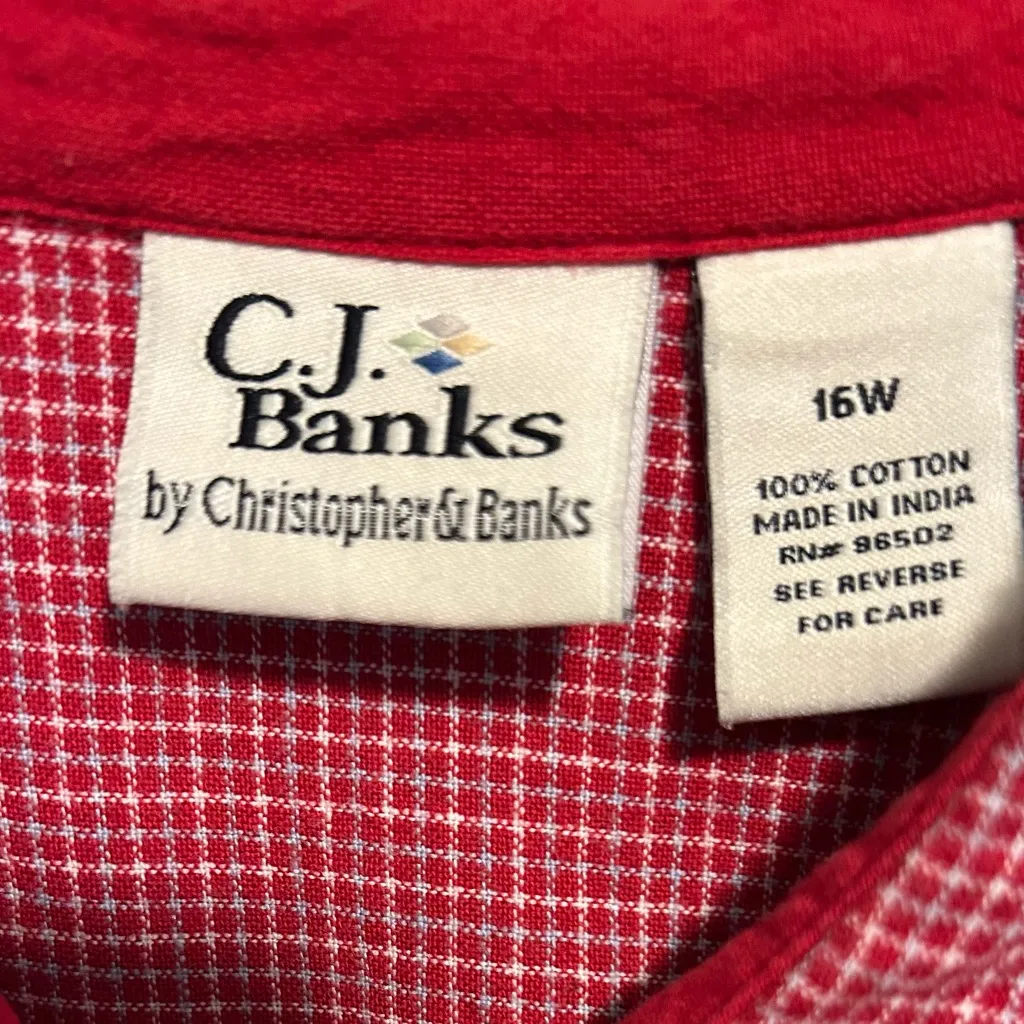 C.J.
Banks
by Christopher & Banks
16W
100% COTTON
MADE IN INDIA
RN# 96502
SEE REVERSE
FOR CARE